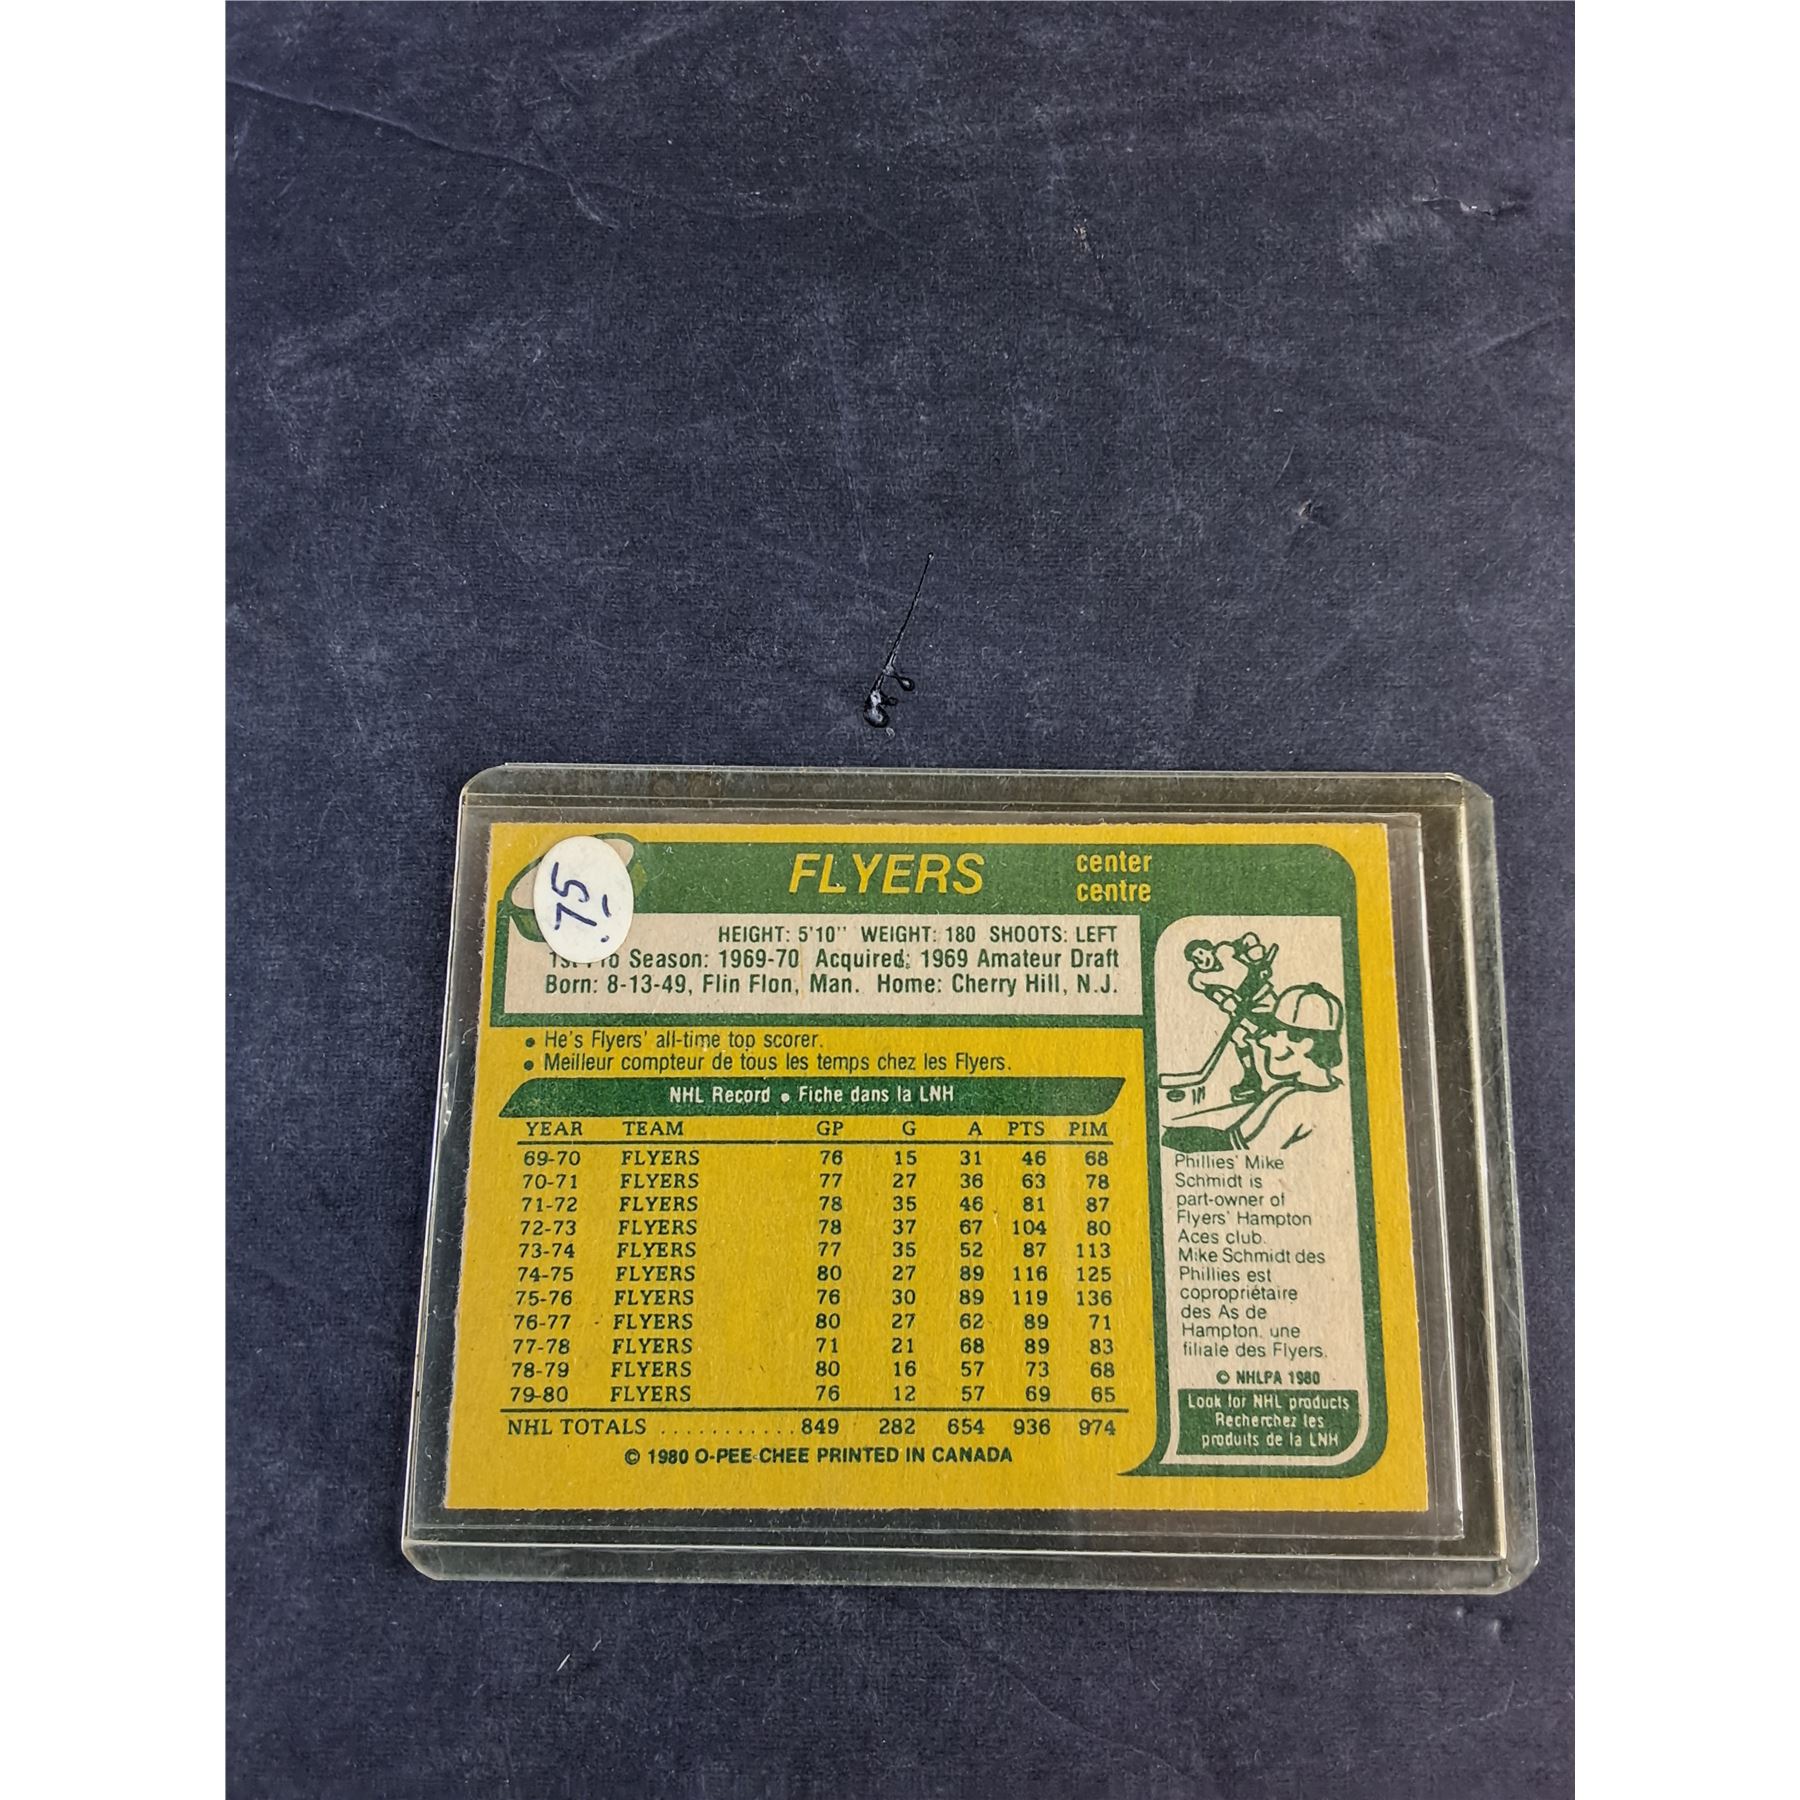 .75-
FLYERS
center
centre
HEIGHT: 5'10" WEIGHT: 180 SHOOTS: LEFT
Season: 1969-70 Acquired: 1969 Amateur Draft
Born: 8-13-49, Flin Flon, Man. Home: Cherry Hill, N.J.
• He's Flyers' all-time top scorer.
• Meilleur compteur de tous les temps chez les Flyers.
NHL Record • Fiche dans la LNH
YEAR TEAM GP G A PTS PIM
69-70 FLYERS 76 15 31 46 68
70-71 FLYERS 77 27 36 63 78
71-72 FLYERS 78 35 46 81 87
72-73 FLYERS 78 37 67 104 80
73-74 FLYERS 77 35 52 87 113
74-75 FLYERS 80 27 89 116 125
75-76 FLYERS 76 30 89 119 136
76-77 FLYERS 80 27 62 89 71
77-78 FLYERS 71 21 68 89 83
78-79 FLYERS 80 16 57 73 68
79-80 FLYERS 76 12 57 69 65
NHL TOTALS ........... 849 282 654 936 974
© 1980 O-PEE-CHEE PRINTED IN CANADA
Phillies' Mike
Schmidt is
part-owner of
Flyers' Hampton
Aces club.
Mike Schmidt des
Phillies est
copropriétaire
des As de
Hampton, une
filiale des Flyers.
© NHLPA 1980
Look for NHL products
Recherchez les
produits de la LNH